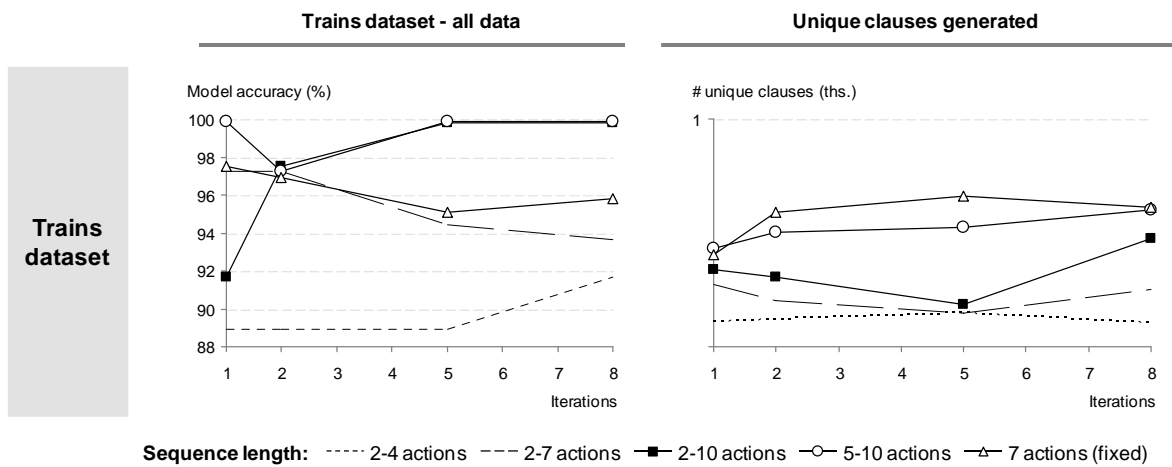 Trains dataset - all data
Unique clauses generated
Trains
dataset
Model accuracy (%)
100
98
96
94
92
90
88
1 2 3 4 5 6 7 8
Iterations
# unique clauses (ths.)
1
1 2 3 4 5 6 7 8
Iterations
Sequence length: 2-4 actions 2-7 actions 2-10 actions 5-10 actions 7 actions (fixed)